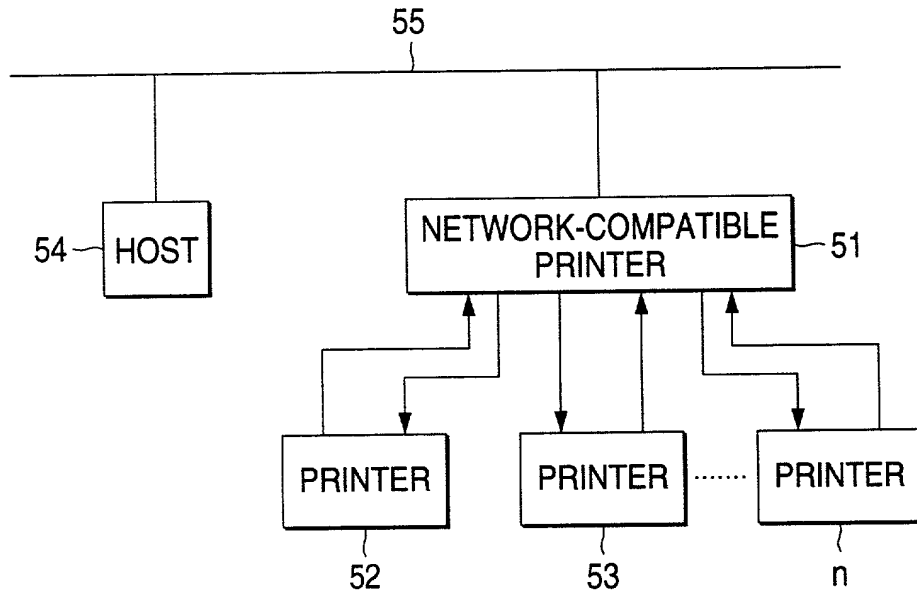 55
54
HOST
NETWORK-COMPATIBLE
PRINTER
51
PRINTER
PRINTER
........
PRINTER
52
53
n